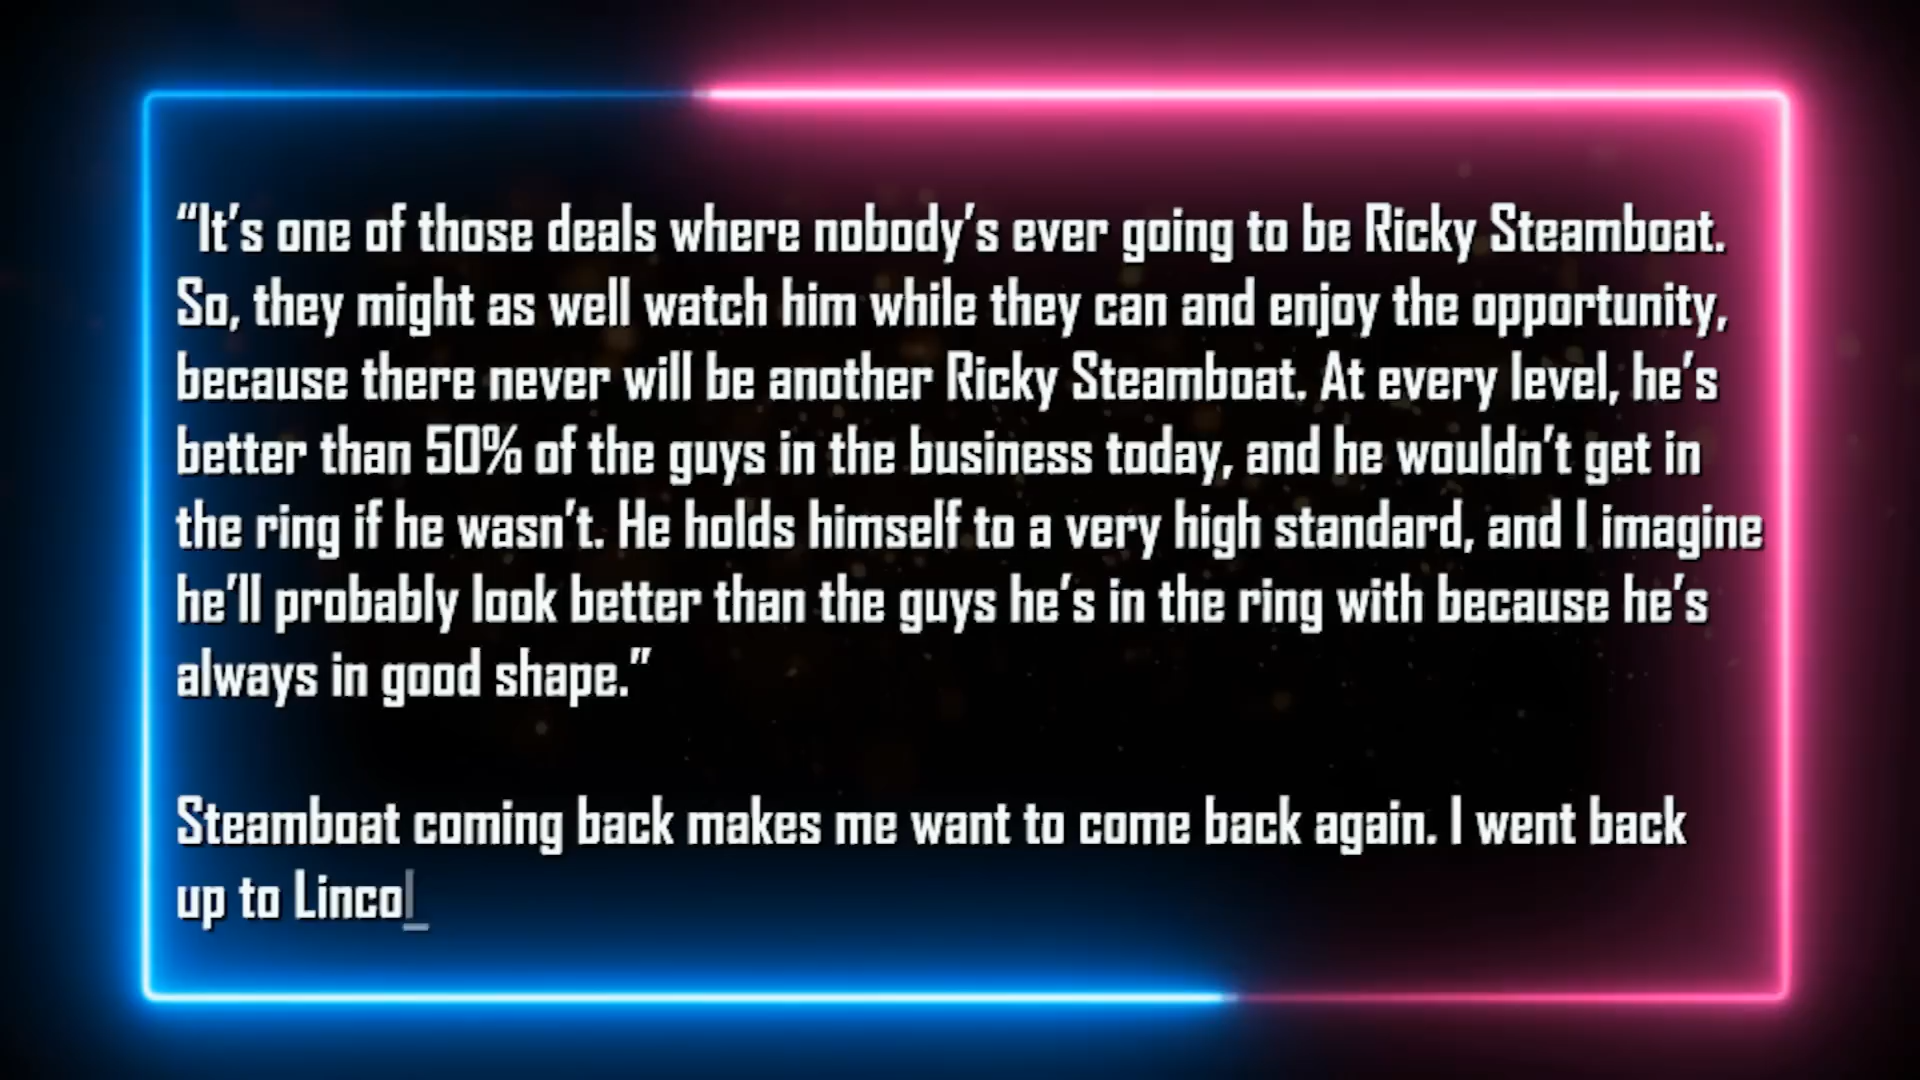 “It’s one of those deals where nobody’s ever going to be Ricky Steamboat.
So, they might as well watch him while they can and enjoy the opportunity,
because there never will be another Ricky Steamboat. At every level, he’s
better than 50% of the guys in the business today, and he wouldn’t get in
the ring if he wasn’t. He holds himself to a very high standard, and I imagine
he’ll probably look better than the guys he’s in the ring with because he’s
always in good shape.”
Steamboat coming back makes me want to come back again. I went back
up to Lincol_